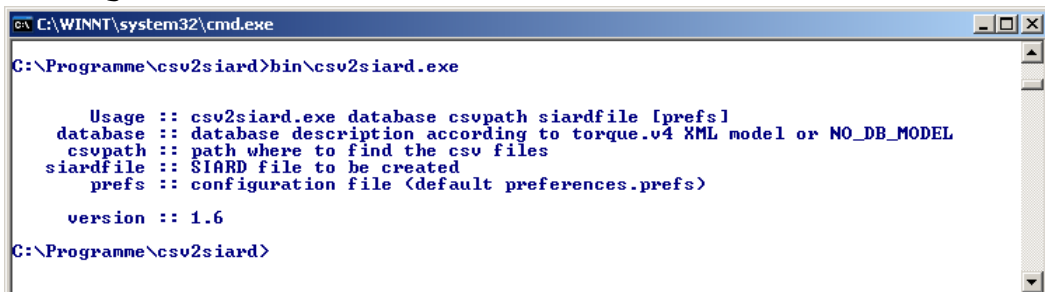 C:\WINNT\system32\cmd.exe
C:\Programme\csv2siard>bin\csv2siard.exe
Usage :: csv2siard.exe database csvpath siardfile [prefs]
database :: database description according to torque.v4 XML model or NO_DB_MODEL
csvpath :: path where to find the csv files
siardfile :: SIARD file to be created
prefs :: configuration file (default preferences.prefs)
version :: 1.6
C:\Programme\csv2siard>